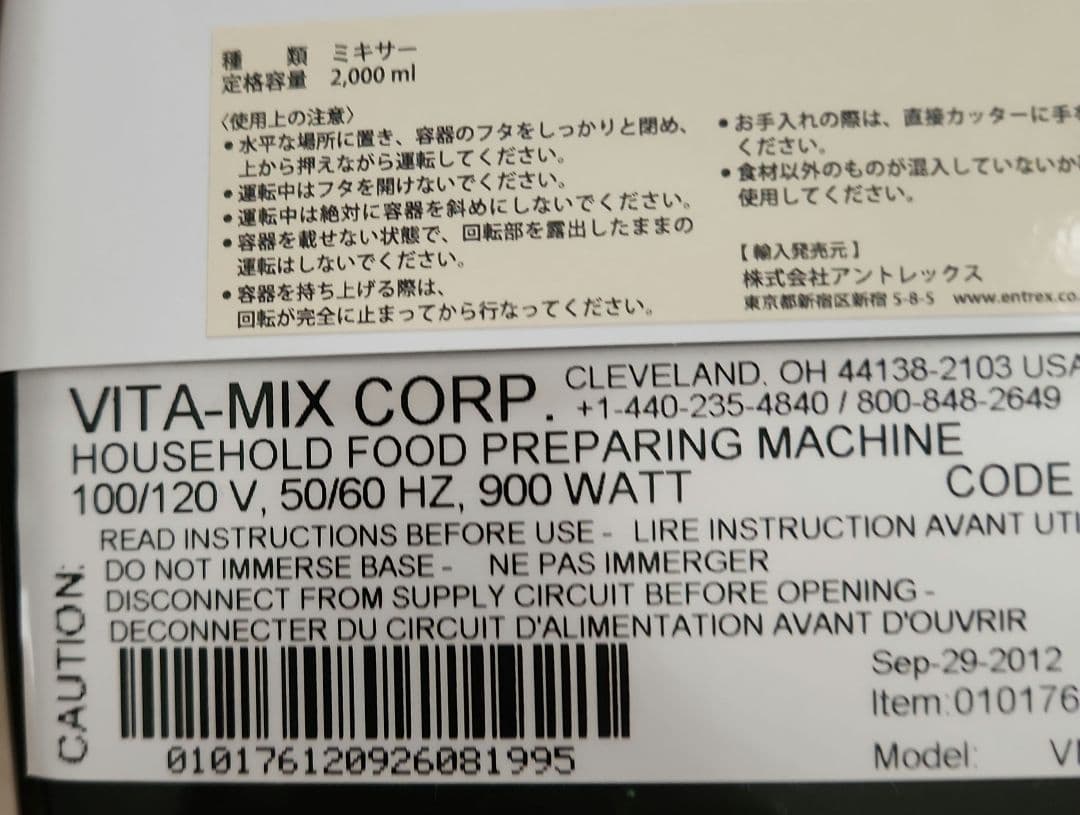 種 類 ミキサー
定格容量 2,000 ml
〈使用上の注意〉
•水平な場所に置き、容器のフタをしっかりと閉め、
上から押えながら運転してください。
•運転中はフタを開けないでください。
•運転中は絶対に容器を斜めにしないでください。
•容器を載せない状態で、回転部を露出したままの
運転はしないでください。
•容器を持ち上げる際は、
回転が完全に止まってから行なってください。
•お手入れの際は、直接カッターに手を
ください。
•食材以外のものが混入していないか
使用してください。
【輸入発売元】
株式会社アントレックス
東京都新宿区新宿 5-8-5 www.entrex.co.
VITA-MIX CORP. CLEVELAND, OH 44138-2103 USA
+1-440-235-4840 / 800-848-2649
HOUSEHOLD FOOD PREPARING MACHINE
100/120 V, 50/60 HZ, 900 WATT CODE
CAUTION:
READ INSTRUCTIONS BEFORE USE - LIRE INSTRUCTION AVANT UTI
DO NOT IMMERSE BASE - NE PAS IMMERGER
DISCONNECT FROM SUPPLY CIRCUIT BEFORE OPENING -
DECONNECTER DU CIRCUIT D'ALIMENTATION AVANT D'OUVRIR
010176120926081995
Sep-29-2012
Item:010176
Model: